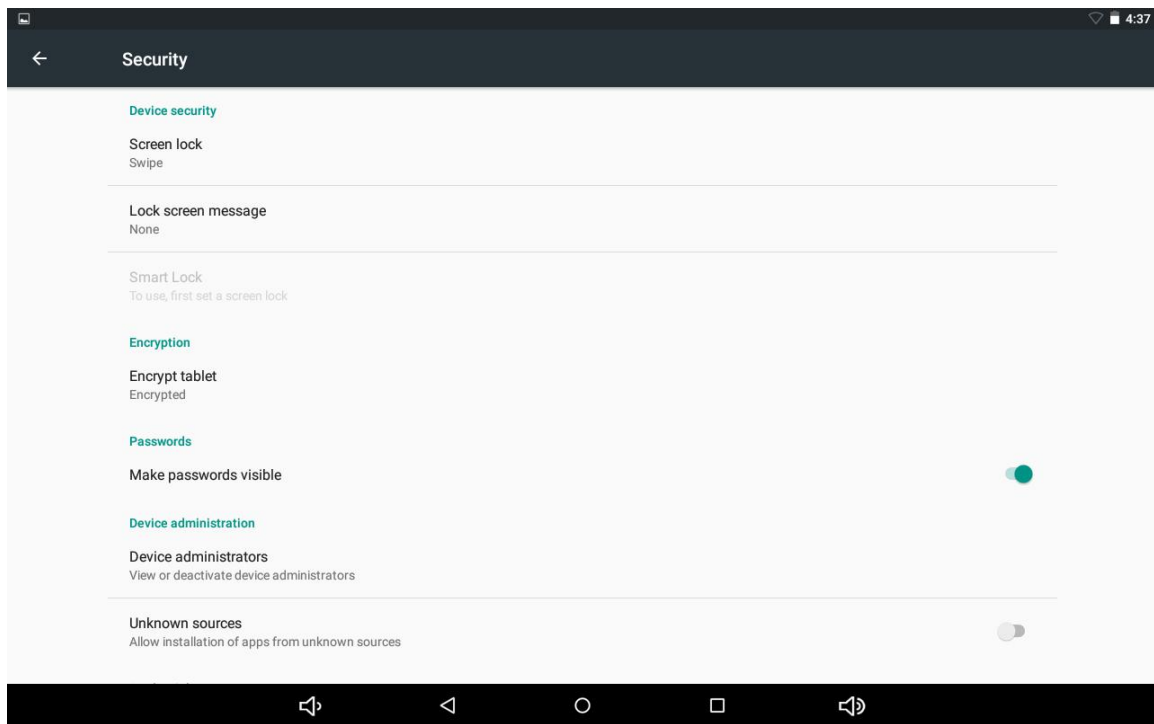 4:37
Security
Device security
Screen lock
Swipe
Lock screen message
None
Smart Lock
To use, first set a screen lock
Encryption
Encrypt tablet
Encrypted
Passwords
Make passwords visible
Device administration
Device administrators
View or deactivate device administrators
Unknown sources
Allow installation of apps from unknown sources